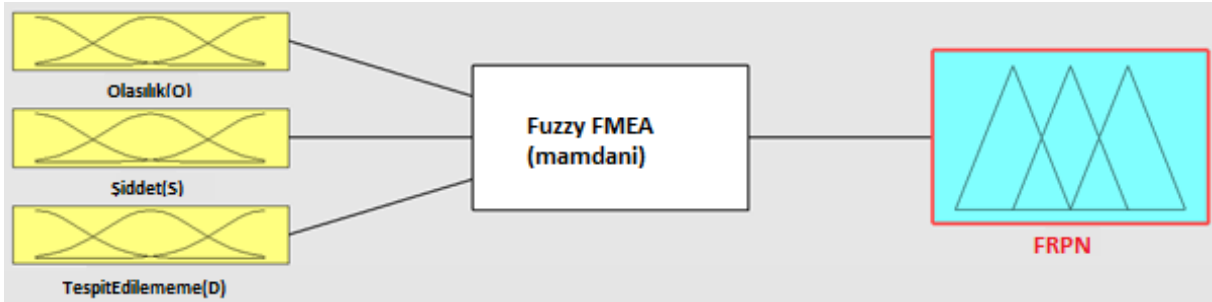 Olasılık(O)
Şiddet(S)
TespitEdilememe(D)
Fuzzy FMEA
(mamdani)
FRPN